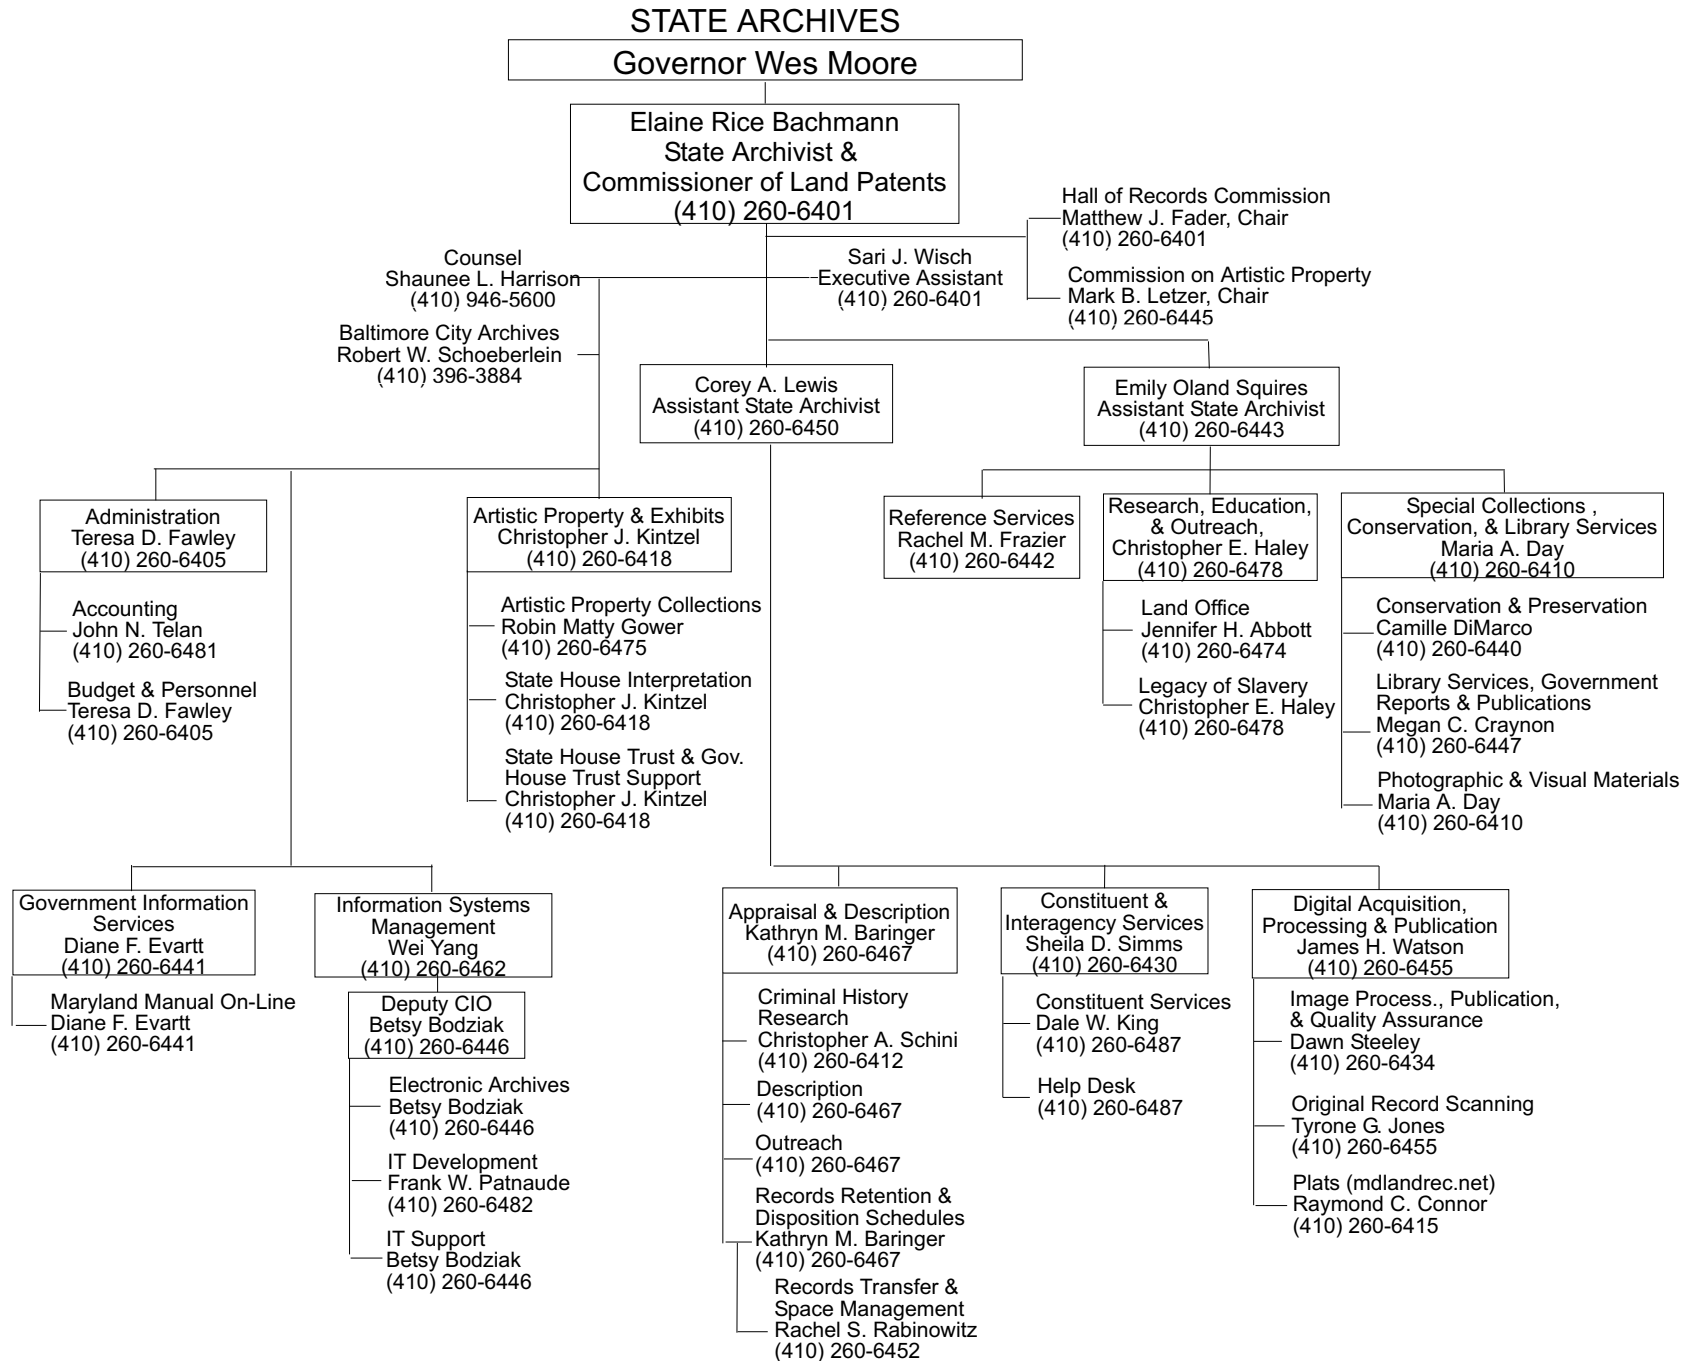 STATE ARCHIVES
Governor Wes Moore
Elaine Rice Bachmann
State Archivist &
Commissioner of Land Patents
(410) 260-6401
Hall of Records Commission
Matthew J. Fader, Chair
(410) 260-6401
Commission on Artistic Property
Mark B. Letzer, Chair
(410) 260-6445
Counsel
Shaunee L. Harrison
(410) 946-5600
Sari J. Wisch
Executive Assistant
(410) 260-6401
Baltimore City Archives
Robert W. Schoeberlein
(410) 396-3884
Corey A. Lewis
Assistant State Archivist
(410) 260-6450
Emily Oland Squires
Assistant State Archivist
(410) 260-6443
Administration
Teresa D. Fawley
(410) 260-6405
Accounting
John N. Telan
(410) 260-6481
Budget & Personnel
Teresa D. Fawley
(410) 260-6405
Artistic Property & Exhibits
Christopher J. Kintzel
(410) 260-6418
Artistic Property Collections
Robin Matty Gower
(410) 260-6475
State House Interpretation
Christopher J. Kintzel
(410) 260-6418
State House Trust & Gov.
House Trust Support
Christopher J. Kintzel
(410) 260-6418
Reference Services
Rachel M. Frazier
(410) 260-6442
Research, Education,
& Outreach,
Christopher E. Haley
(410) 260-6478
Land Office
Jennifer H. Abbott
(410) 260-6474
Legacy of Slavery
Christopher E. Haley
(410) 260-6478
Special Collections ,
Conservation, & Library Services
Maria A. Day
(410) 260-6410
Conservation & Preservation
Camille DiMarco
(410) 260-6440
Library Services, Government
Reports & Publications
Megan C. Craynon
(410) 260-6447
Photographic & Visual Materials
Maria A. Day
(410) 260-6410
Government Information
Services
Diane F. Evartt
(410) 260-6441
Maryland Manual On-Line
Diane F. Evartt
(410) 260-6441
Information Systems
Management
Wei Yang
(410) 260-6462
Deputy CIO
Betsy Bodziak
(410) 260-6446
Electronic Archives
Betsy Bodziak
(410) 260-6446
IT Development
Frank W. Patnaude
(410) 260-6482
IT Support
Betsy Bodziak
(410) 260-6446
Appraisal & Description
Kathryn M. Baringer
(410) 260-6467
Criminal History
Research
Christopher A. Schini
(410) 260-6412
Description
(410) 260-6467
Outreach
(410) 260-6467
Records Retention &
Disposition Schedules
Kathryn M. Baringer
(410) 260-6467
Records Transfer &
Space Management
Rachel S. Rabinowitz
(410) 260-6452
Constituent &
Interagency Services
Sheila D. Simms
(410) 260-6430
Constituent Services
Dale W. King
(410) 260-6487
Help Desk
(410) 260-6487
Digital Acquisition,
Processing & Publication
James H. Watson
(410) 260-6455
Image Process., Publication,
& Quality Assurance
Dawn Steeley
(410) 260-6434
Original Record Scanning
Tyrone G. Jones
(410) 260-6455
Plats (mdlandrec.net)
Raymond C. Connor
(410) 260-6415